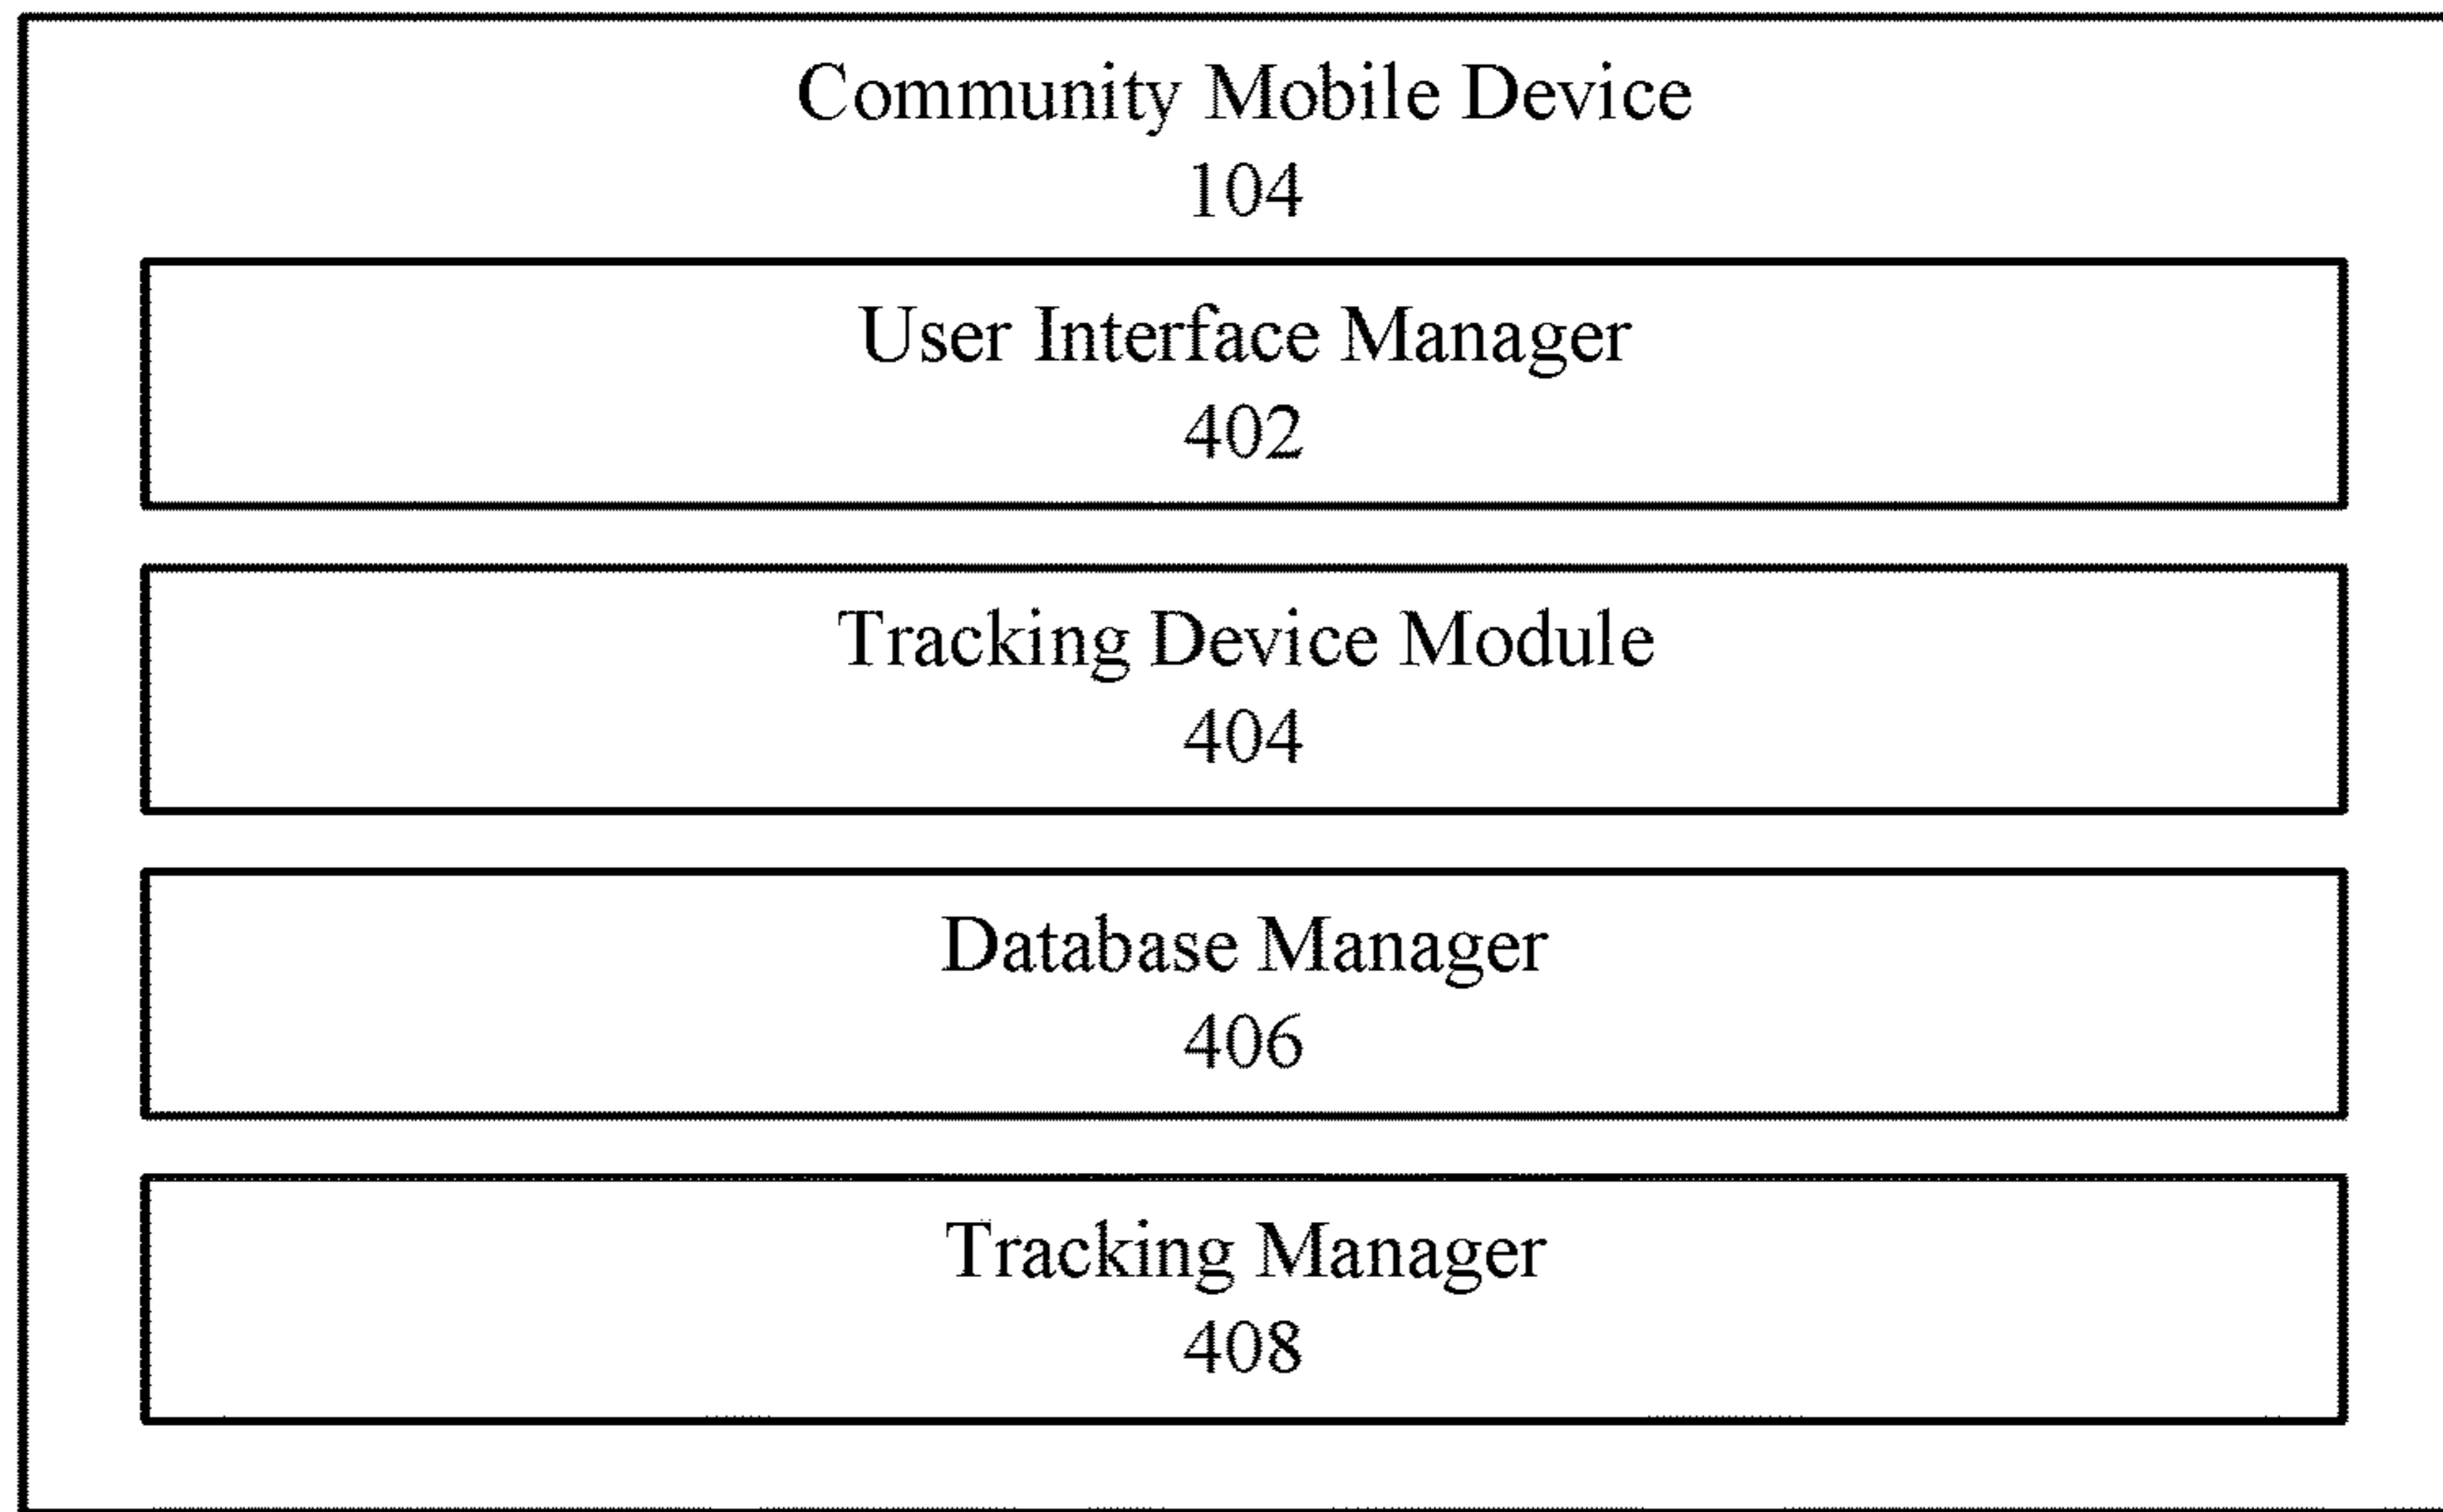 Community Mobile Device
104
User Interface Manager
402
Tracking Device Module
404
Database Manager
406
Tracking Manager
408